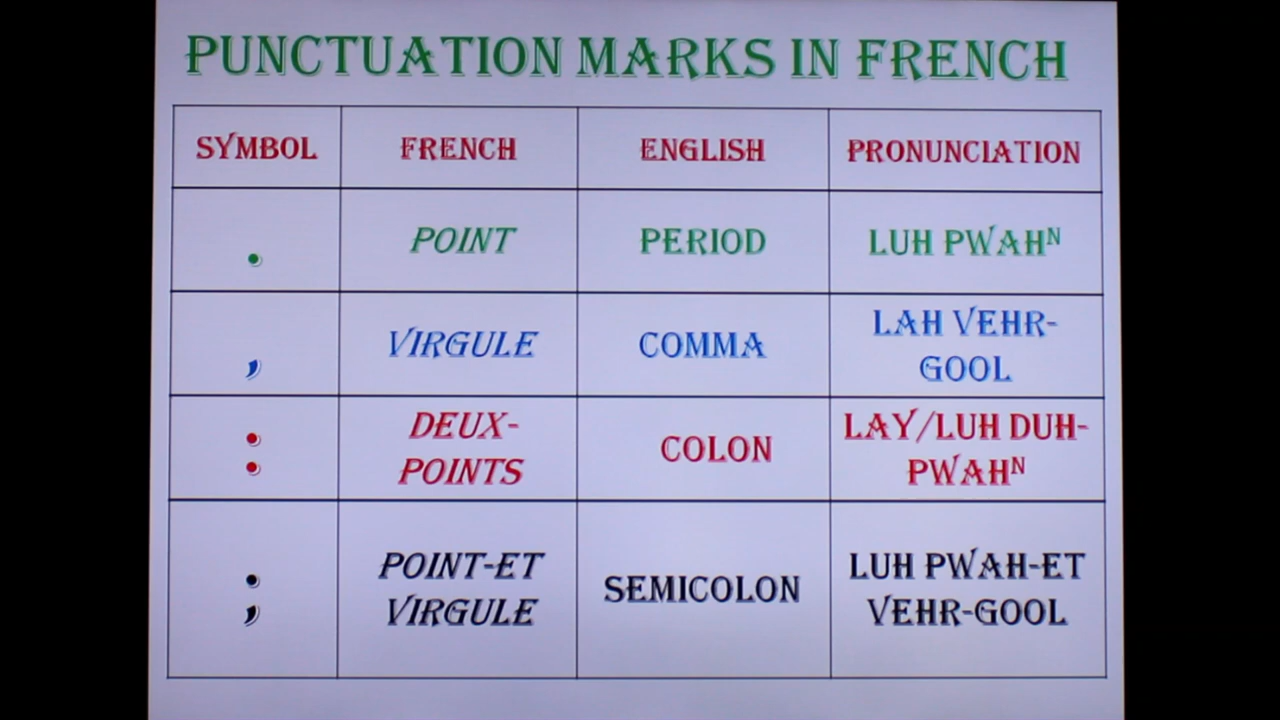 PUNCTUATION MARKS IN FRENCH
SYMBOL FRENCH ENGLISH PRONUNCIATION
. POINT PERIOD LUH PWAHᴺ
, VIRGULE COMMA LAH VEHR-
GOOL
: DEUX-
POINTS COLON LAY/LUH DUH-
PWAHᴺ
; POINT-ET
VIRGULE SEMICOLON LUH PWAH-ET
VEHR-GOOL